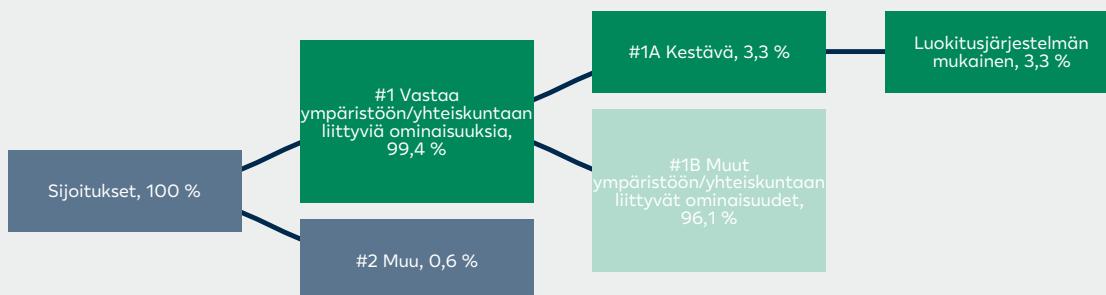 Sijoitukset, 100 %
#1 Vastaa
ympäristöön/yhteiskuntaan
liittyviä ominaisuuksia,
99,4 %
#2 Muu, 0,6 %
#1A Kestävä, 3,3 %
#1B Muut
ympäristöön/yhteiskuntaan
liittyvät ominaisuudet,
96,1 %
Luokitusjärjestelmän
mukainen, 3,3 %